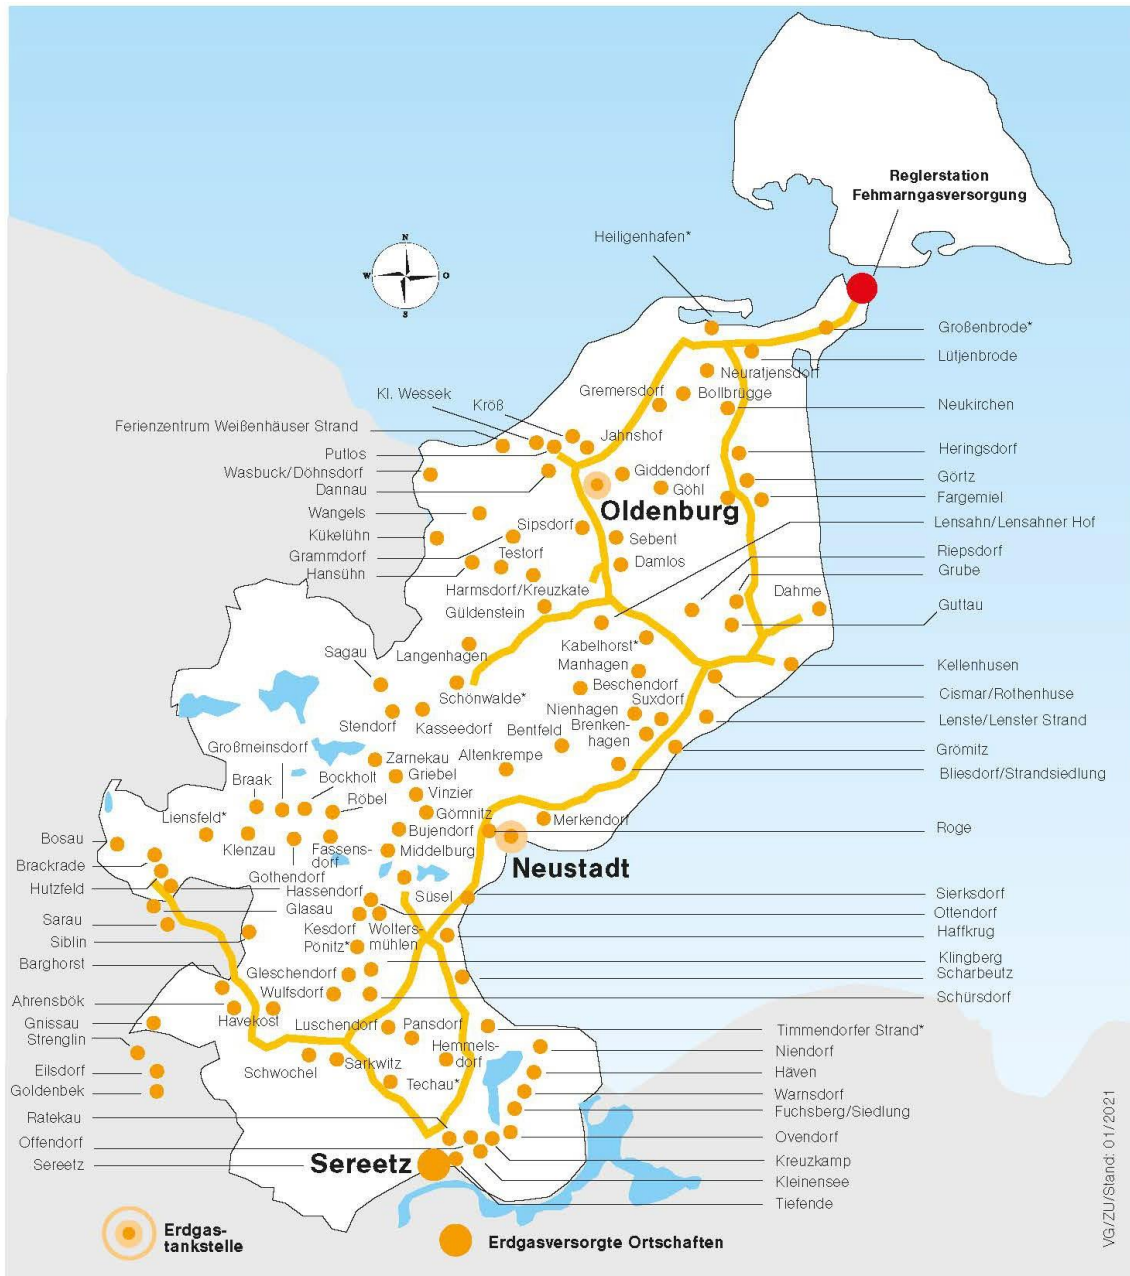 Reglerstation
Fehmarngasversorgung
Heiligenhafen*
N
W
O
S
Großenbrode*
Lütjenbrode
Neuratjensdorf
Kl. Wessek
Gremersdorf
Bollbrügge
Kröß
Neukirchen
Ferienzentrum Weißenhäuser Strand
Jahnshof
Putlos
Heringsdorf
Wasbuck/Döhnsdorf
Giddendorf
Görtz
Dannau
Göhl
Fargemiel
Wangels
Oldenburg
Sipsdorf
Lensahn/Lensahner Hof
Kükelühn
Sebent
Grammdorf
Testorf
Riepsdorf
Hansühn
Damlos
Grube
Harmsdorf/Kreuzkate
Dahme
Güldenstein
Guttau
Kabelhorst*
Sagau
Langenhagen
Manhagen
Kellenhusen
Beschendorf
Schönwalde*
Suxdorf
Cismar/Rothenhuse
Nienhagen
Stendorf
Kasseedorf
Bentfeld
Brenken-
hagen
Lenste/Lenster Strand
Großmeinsdorf
Zarnekau
Altenkrempe
Grömitz
Braak
Bockholt
Griebel
Bliesdorf/Strandsiedlung
Vinzier
Röbel
Liensfeld*
Gömnitz
Merkendorf
Bosau
Bujendorf
Roge
Klenzau
Fassens-
dorf
Middelburg
Brackrade
Neustadt
Gothendorf
Hutzfeld
Hassendorf
Süsel
Sierksdorf
Glasau
Ottendorf
Sarau
Kesdorf
Wolters-
mühlen
Haffkrug
Siblin
Pönitz*
Klingberg
Barghorst
Gleschendorf
Scharbeutz
Wulfsdorf
Schürsdorf
Ahrensbök
Havekost
Gnissau
Luschendorf
Pansdorf
Timmendorfer Strand*
Strenglin
Hemmels-
dorf
Niendorf
Eilsdorf
Schwochel
Sarkwitz
Häven
Goldenbek
Techau*
Warnsdorf
Fuchsberg/Siedlung
Ratekau
Ovendorf
Offendorf
Kreuzkamp
Sereetz
Sereetz
Kleinensee
Tiefende
Erdgas-
tankstelle
Erdgasversorgte Ortschaften
VG/ZU/Stand: 01/2021